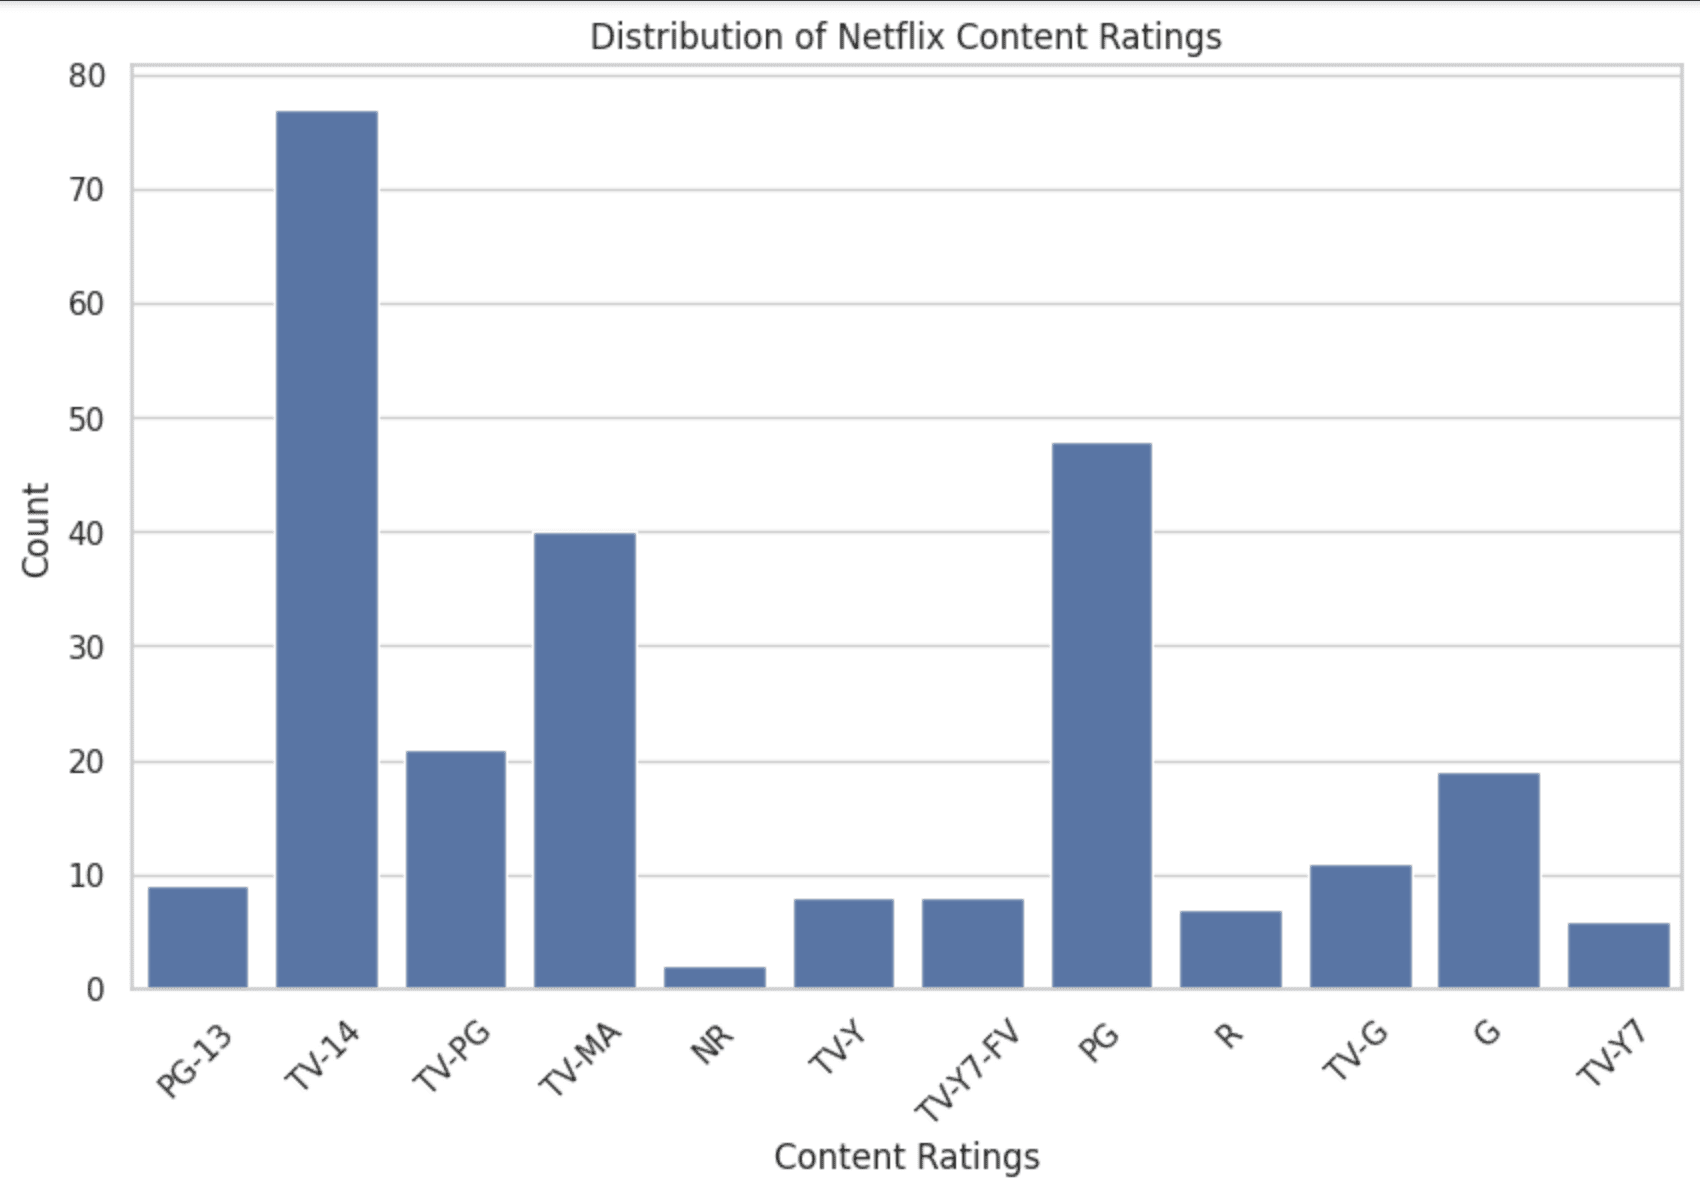 Distribution of Netflix Content Ratings
80
70
60
50
40
30
20
10
0
Count
PG-13
TV-14
TV-PG
TV-MA
NR
TV-Y
TV-Y7-FV
PG
R
TV-G
G
TV-Y7
Content Ratings